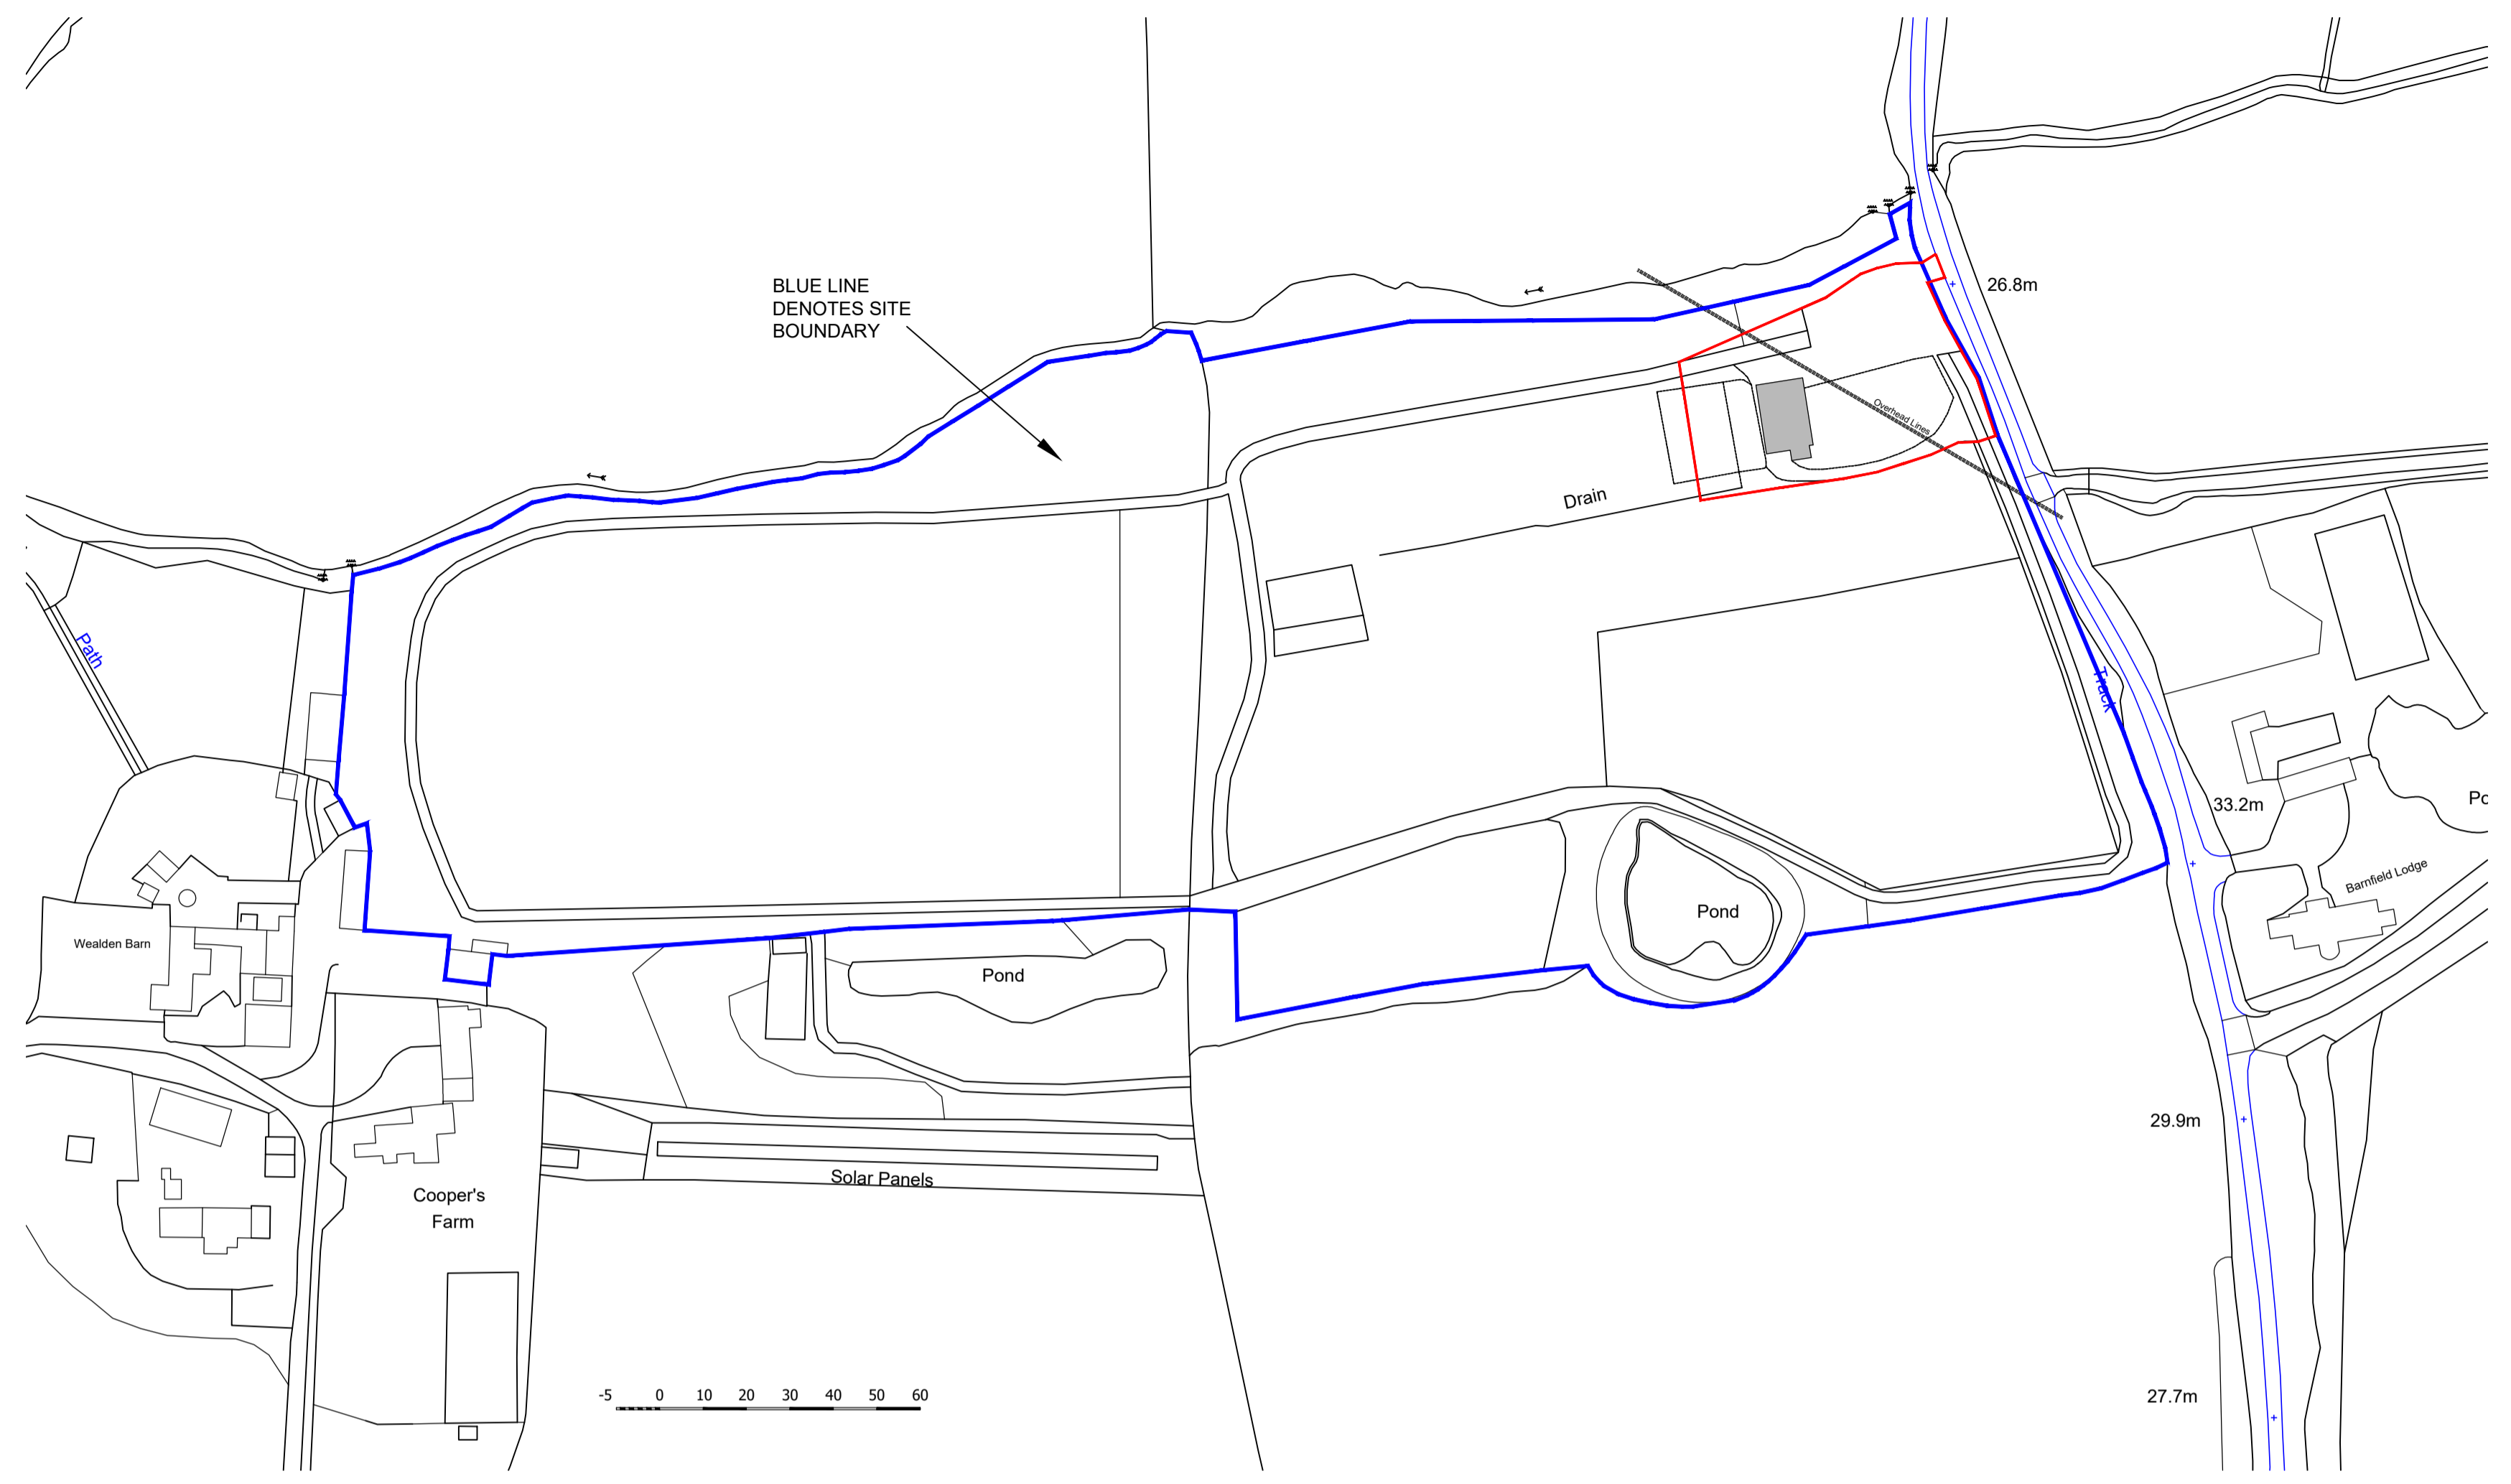 BLUE LINE
DENOTES SITE
BOUNDARY
26.8m
Overhead Lines
Drain
Path
Track
33.2m
Po
Barnfield Lodge
Pond
Wealden Barn
Pond
29.9m
Solar Panels
Cooper's
Farm
-5 0 10 20 30 40 50 60
27.7m